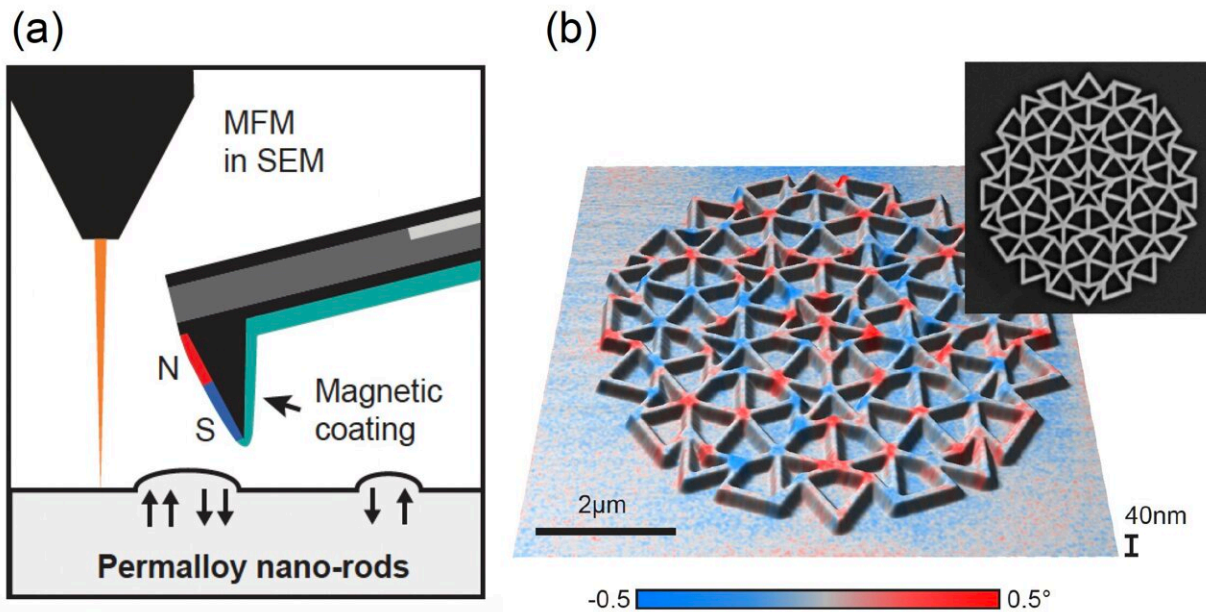 (a)
MFM
in SEM
N
S
Magnetic
coating
Permalloy nano-rods
(b)
2μm
40nm
-0.5
0.5°